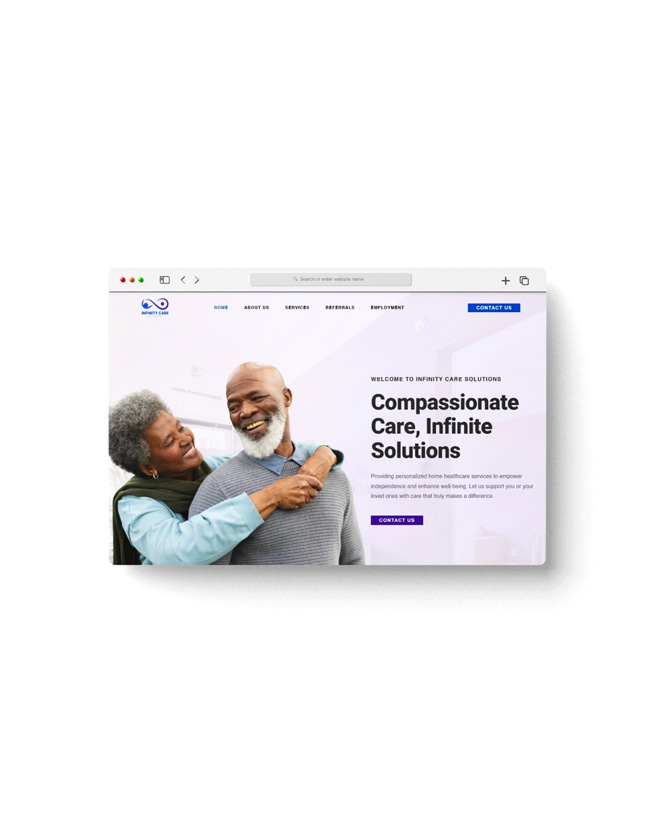 Search or enter website name
INFINITY CARE
HOME ABOUT US SERVICES REFERRALS EMPLOYMENT CONTACT US
WELCOME TO INFINITY CARE SOLUTIONS
Compassionate
Care, Infinite
Solutions
Providing personalized home healthcare services to empower
independence and enhance well-being. Let us support you or your
loved ones with care that truly makes a difference.
CONTACT US